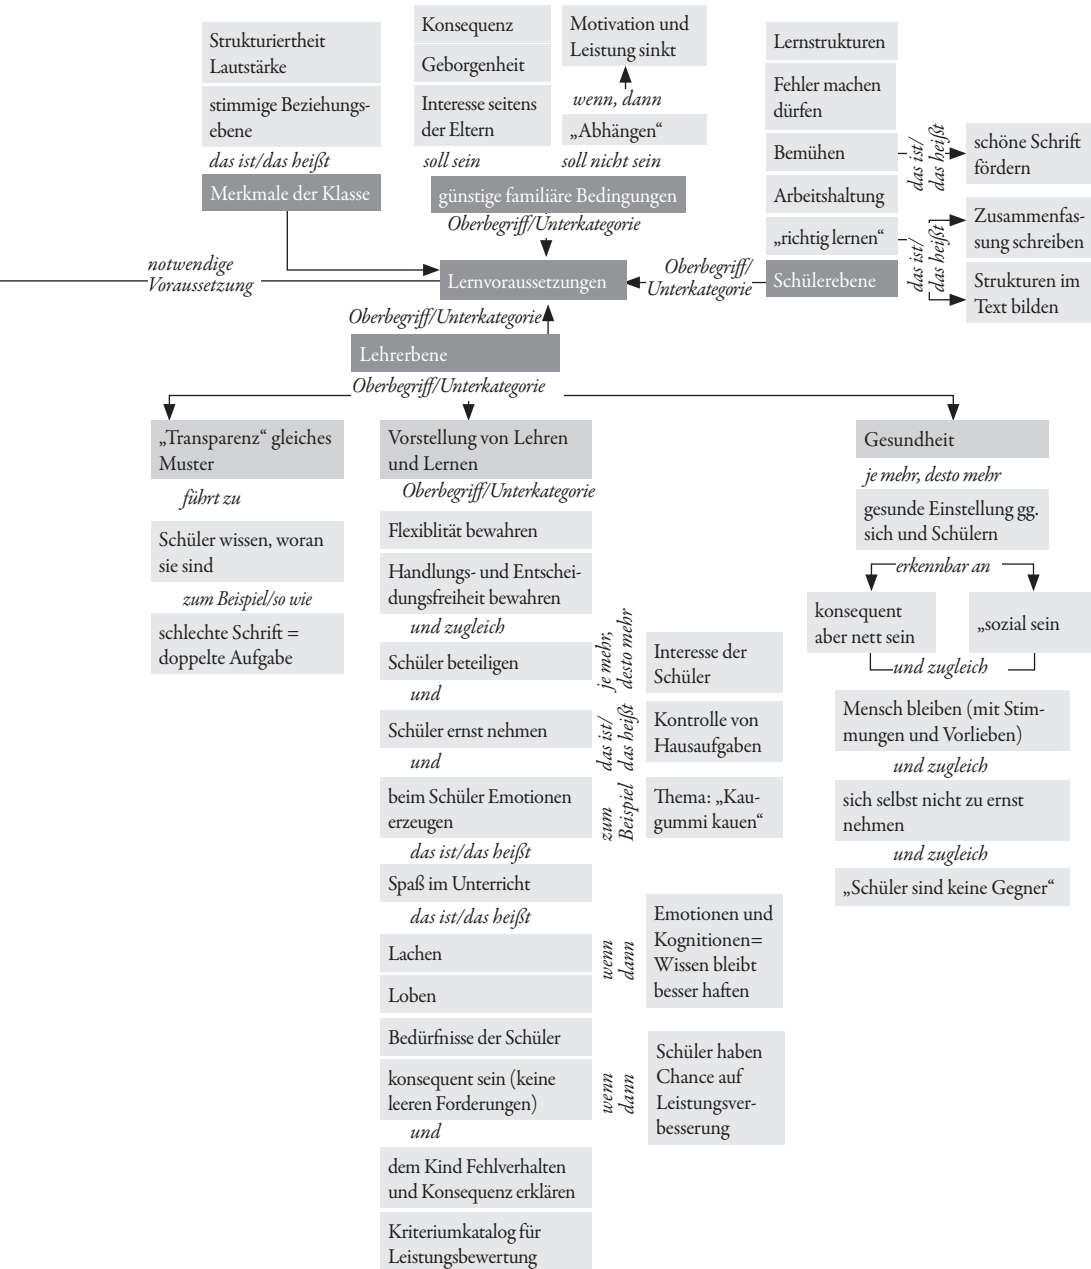 Strukturiertheit
Lautstärke
stimmige Beziehungs-
ebene
das ist/das heißt
Merkmale der Klasse
Konsequenz
Geborgenheit
Interesse seitens
der Eltern
soll sein
Motivation und
Leistung sinkt
wenn, dann
„Abhängen“
soll nicht sein
günstige familiäre Bedingungen
Oberbegriff/Unterkategorie
Lernstrukturen
Fehler machen
dürfen
Bemühen
das ist/
das heißt
schöne Schrift
fördern
Arbeitshaltung
„richtig lernen“
das ist/
das heißt
Zusammenfas-
sung schreiben
Strukturen im
Text bilden
Schülerebene
Oberbegriff/
Unterkategorie
notwendige
Voraussetzung
Lernvoraussetzungen
Oberbegriff/Unterkategorie
Lehrerbene
Oberbegriff/Unterkategorie
„Transparenz“ gleiches
Muster
führt zu
Schüler wissen, woran
sie sind
zum Beispiel/so wie
schlechte Schrift =
doppelte Aufgabe
Vorstellung von Lehren
und Lernen
Oberbegriff/Unterkategorie
Flexiblität bewahren
Handlungs- und Entschei-
dungsfreiheit bewahren
und zugleich
Schüler beteiligen
je mehr,
desto mehr
Interesse der
Schüler
und
Schüler ernst nehmen
das ist/
das heißt
Kontrolle von
Hausaufgaben
und
beim Schüler Emotionen
erzeugen
zum
Beispiel
Thema: „Kau-
gummi kauen“
das ist/das heißt
Spaß im Unterricht
das ist/das heißt
Lachen
Loben
wenn
dann
Emotionen und
Kognitionen=
Wissen bleibt
besser haften
Bedürfnisse der Schüler
konsequent sein (keine
leeren Forderungen)
wenn
dann
Schüler haben
Chance auf
Leistungsver-
besserung
und
dem Kind Fehlverhalten
und Konsequenz erklären
Kriteriumkatalog für
Leistungsbewertung
Gesundheit
je mehr, desto mehr
gesunde Einstellung gg.
sich und Schülern
erkennbar an
konsequent
aber nett sein
„sozial sein
und zugleich
Mensch bleiben (mit Stim-
mungen und Vorlieben)
und zugleich
sich selbst nicht zu ernst
nehmen
und zugleich
„Schüler sind keine Gegner“